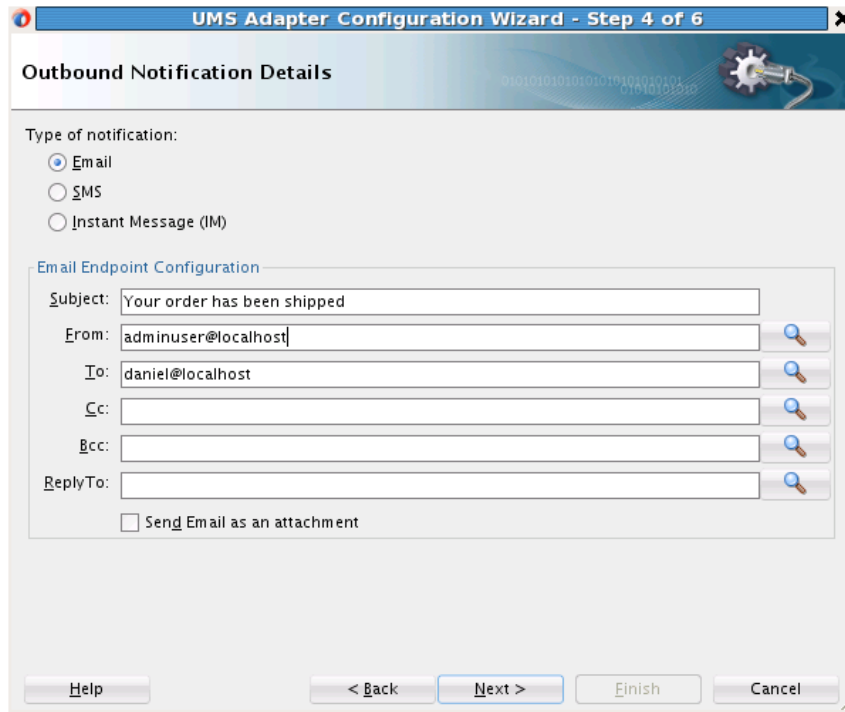 UMS Adapter Configuration Wizard - Step 4 of 6
Outbound Notification Details
Type of notification:
Email
SMS
Instant Message (IM)
Email Endpoint Configuration
Subject: Your order has been shipped
From: adminuser@localhost
To: daniel@localhost
Cc:
Bcc:
ReplyTo:
Send Email as an attachment
Help < Back Next > Finish Cancel